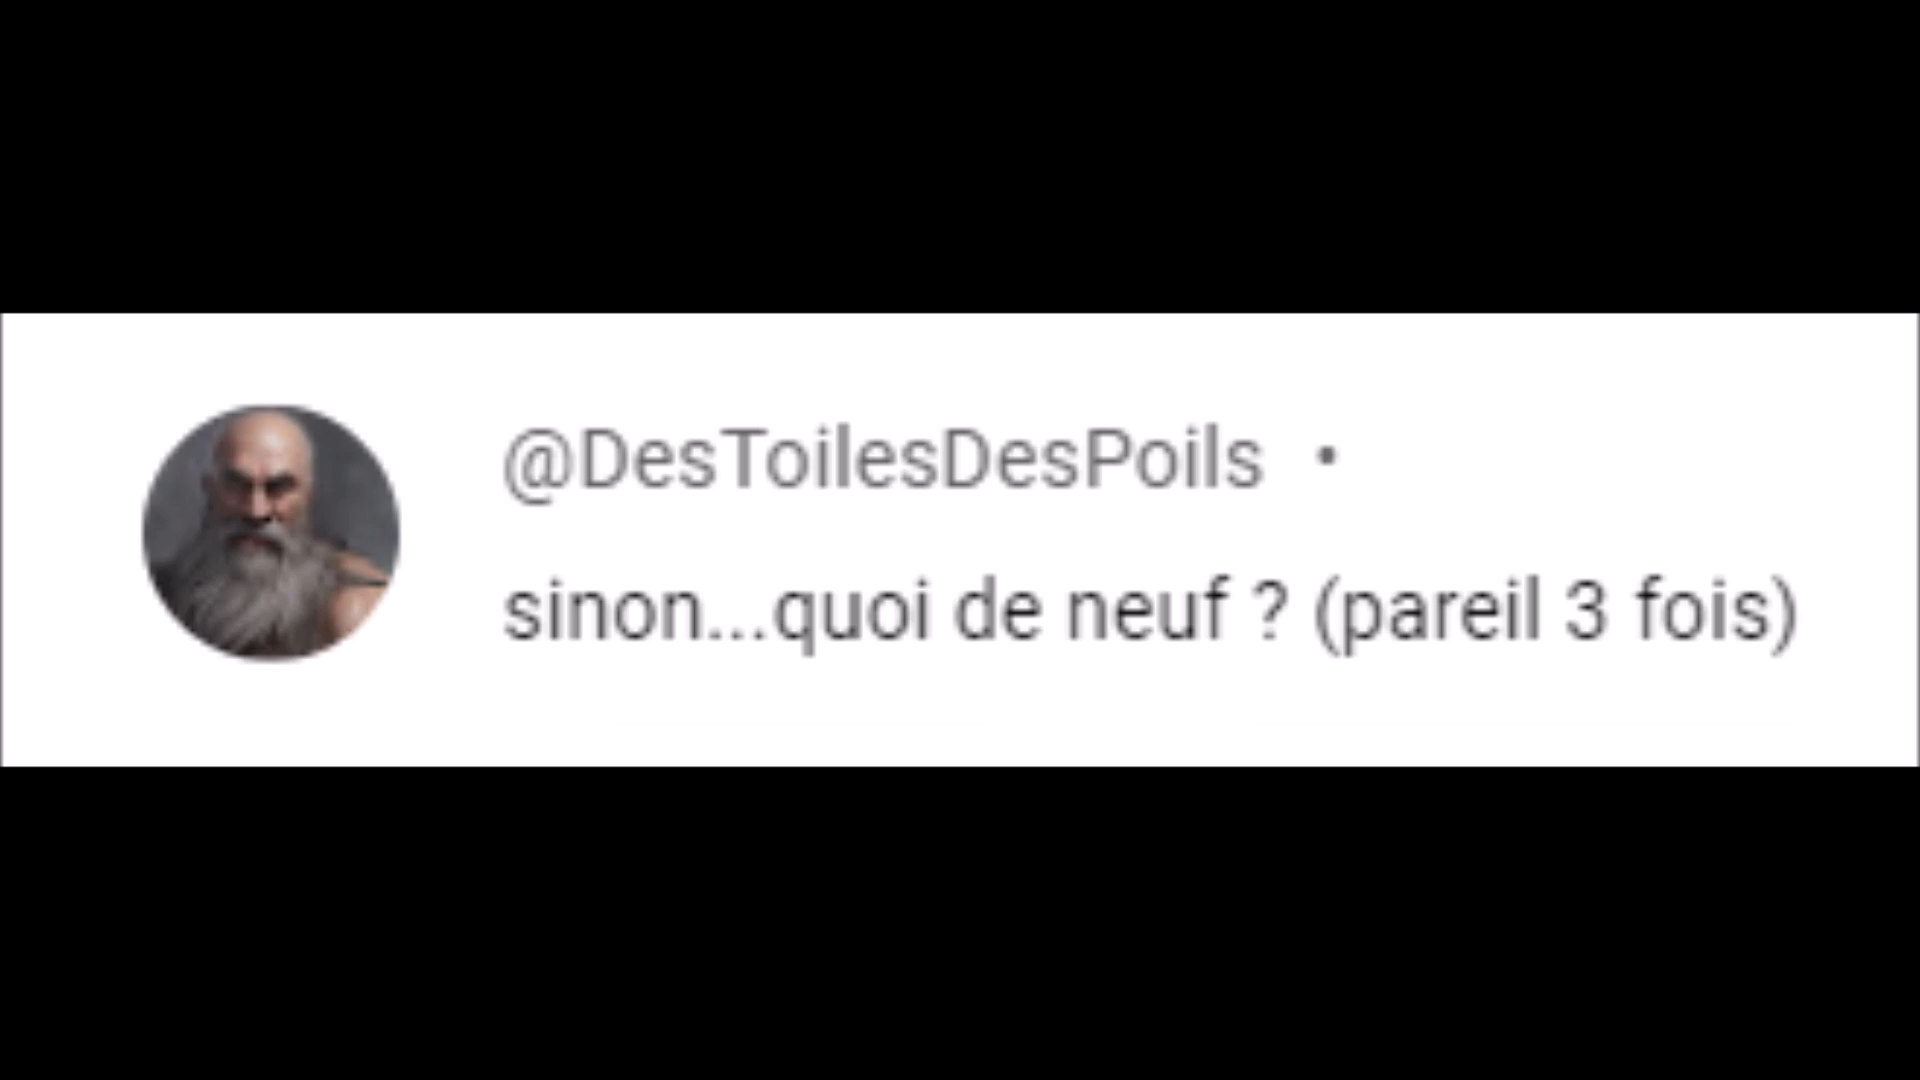 @DesToilesDesPoils •
sinon...quoi de neuf ? (pareil 3 fois)